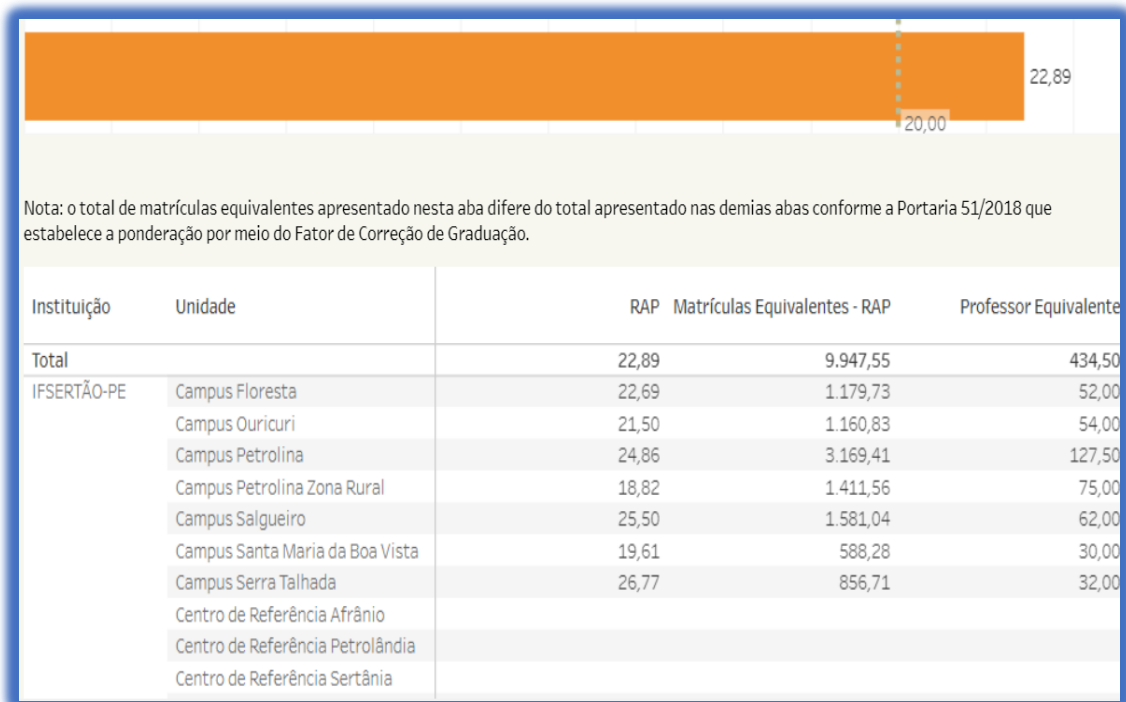 22,89
20,00
Nota: o total de matrículas equivalentes apresentado nesta aba difere do total apresentado nas demias abas conforme a Portaria 51/2018 que
estabelece a ponderação por meio do Fator de Correção de Graduação.
Instituição Unidade RAP Matrículas Equivalentes - RAP Professor Equivalente
Total 22,89 9.947,55 434,50
IFSERTÃO-PE Campus Floresta 22,69 1.179,73 52,00
Campus Ouricuri 21,50 1.160,83 54,00
Campus Petrolina 24,86 3.169,41 127,50
Campus Petrolina Zona Rural 18,82 1.411,56 75,00
Campus Salgueiro 25,50 1.581,04 62,00
Campus Santa Maria da Boa Vista 19,61 588,28 30,00
Campus Serra Talhada 26,77 856,71 32,00
Centro de Referência Afrânio
Centro de Referência Petrolândia
Centro de Referência Sertânia